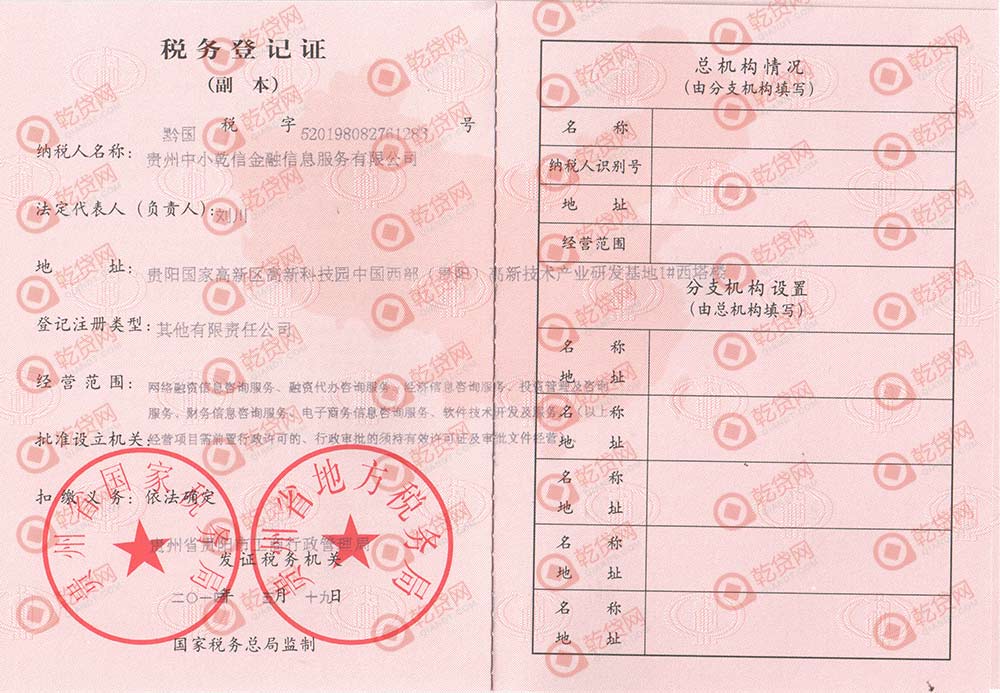 税务登记证
(副 本)
黔国 税 字 520198082761283 号
纳税人名称: 贵州中小乾信金融信息服务有限公司
法定代表人(负责人): 刘川
地 址: 贵阳国家高新区高新科技园中国西部(贵阳)高新技术产业研发基地1#西塔楼
登记注册类型: 其他有限责任公司
经营范围: 网络融资信息咨询服务、融资代办咨询服务、经济信息咨询服务、投资管理及咨询
服务、财务信息咨询服务、电子商务信息咨询服务、软件技术开发及服务。(以上
批准设立机关: 经营项目需前置行政许可的、行政审批的须持有效许可证及审批文件经营)
扣缴义务: 依法确定
贵州省贵阳市工商行政管理局
发证税务机关
二〇一 年 月 十九日
国家税务总局监制
贵州省国家税务局
贵州省地方税务局
总机构情况
(由分支机构填写)
名 称
纳税人识别号
地 址
经营范围
分支机构设置
(由总机构填写)
名 称
地 址
名 称
地 址
名 称
地 址
名 称
地 址
名 称
地 址
乾贷网